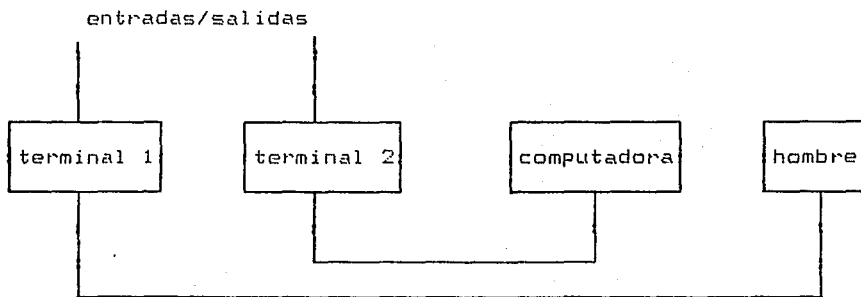 entradas/salidas
terminal 1 terminal 2 computadora hombre